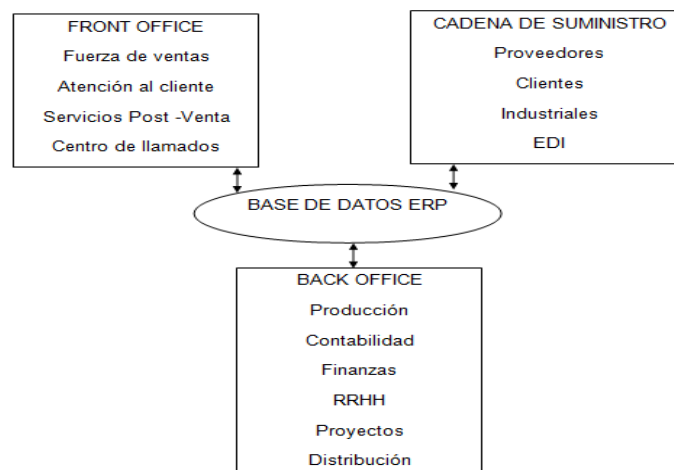 FRONT OFFICE
Fuerza de ventas
Atención al cliente
Servicios Post -Venta
Centro de llamados
CADENA DE SUMINISTRO
Proveedores
Clientes
Industriales
EDI
BASE DE DATOS ERP
BACK OFFICE
Producción
Contabilidad
Finanzas
RRHH
Proyectos
Distribución